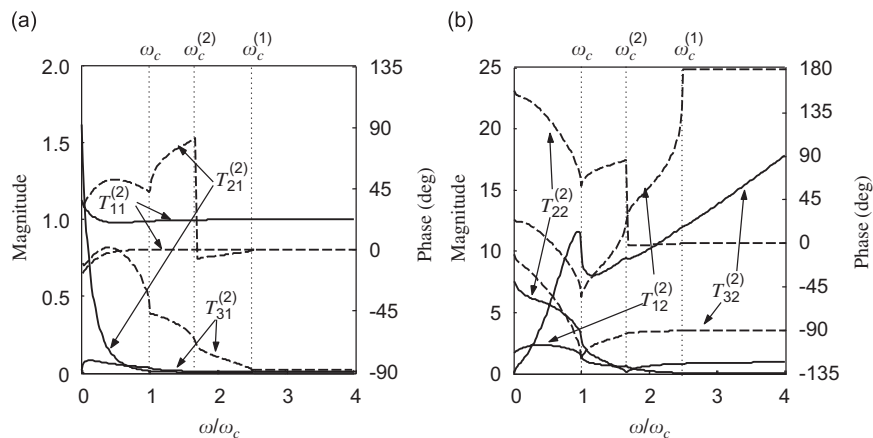 (a)
ω_c ω_c^(2) ω_c^(1)
2.0 135
1.5 90
1.0 45
0.5 0
0 -45
-90
Magnitude
Phase (deg)
T_11^(2)
T_21^(2)
T_31^(2)
0 1 2 3 4
ω/ω_c
(b)
ω_c ω_c^(2) ω_c^(1)
25 180
20 135
15 90
10 45
5 0
0 -45
-90
-135
Magnitude
Phase (deg)
T_22^(2)
T_12^(2)
T_32^(2)
0 1 2 3 4
ω/ω_c